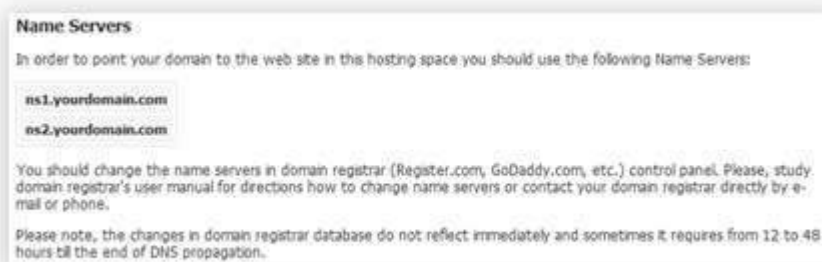 Name Servers
In order to point your domain to the web site in this hosting space you should use the following Name Servers:
ns1.yourdomain.com
ns2.yourdomain.com
You should change the name servers in domain registrar (Register.com, GoDaddy.com, etc.) control panel. Please, study
domain registrar's user manual for directions how to change name servers or contact your domain registrar directly by e-
mail or phone.
Please note, the changes in domain registrar database do not reflect immediately and sometimes it requires from 12 to 48
hours till the end of DNS propagation.